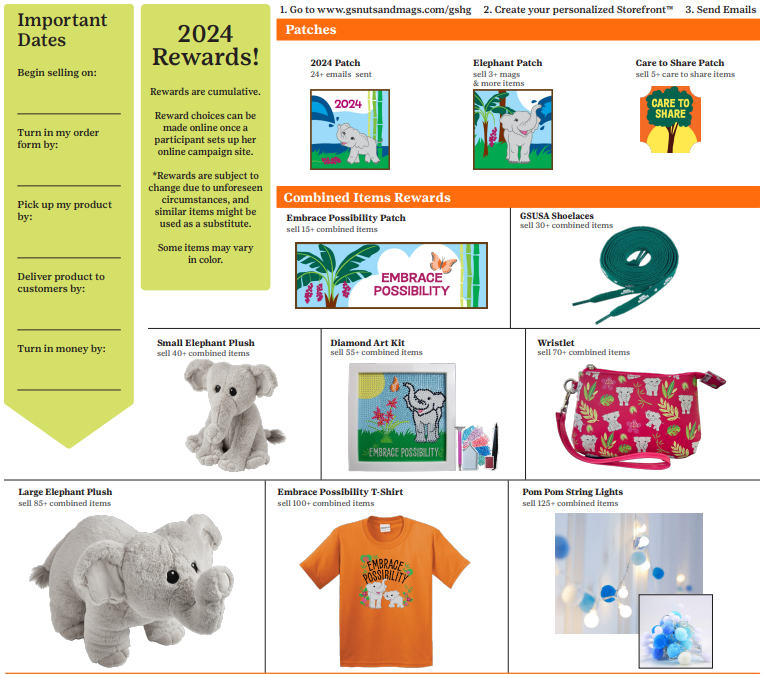 1. Go to www.gsnutsandmags.com/gshg 2. Create your personalized Storefront™ 3. Send Emails
Important
Dates
Begin selling on:
Turn in my order
form by:
Pick up my product
by:
Deliver product to
customers by:
Turn in money by:
2024
Rewards!
Rewards are cumulative.
Reward choices can be
made online once a
participant sets up her
online campaign site.
*Rewards are subject to
change due to unforeseen
circumstances, and
similar items might be
used as a substitute.
Some items may vary
in color.
Patches
2024 Patch
24+ emails sent
2024
Elephant Patch
sell 3+ mags
& more items
Care to Share Patch
sell 5+ care to share items
CARE TO
SHARE
Combined Items Rewards
Embrace Possibility Patch
sell 15+ combined items
EMBRACE
POSSIBILITY
GSUSA Shoelaces
sell 30+ combined items
Small Elephant Plush
sell 40+ combined items
Diamond Art Kit
sell 55+ combined items
EMBRACE POSSIBILITY
Wristlet
sell 70+ combined items
Large Elephant Plush
sell 85+ combined items
Embrace Possibility T-Shirt
sell 100+ combined items
EMBRACE
POSSIBILITY
Pom Pom String Lights
sell 125+ combined items